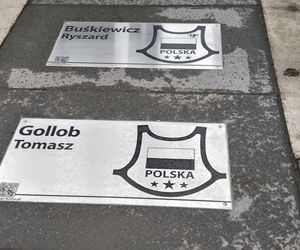 Buśkiewicz
Ryszard
POLSKA
Gollob
Tomasz
POLSKA